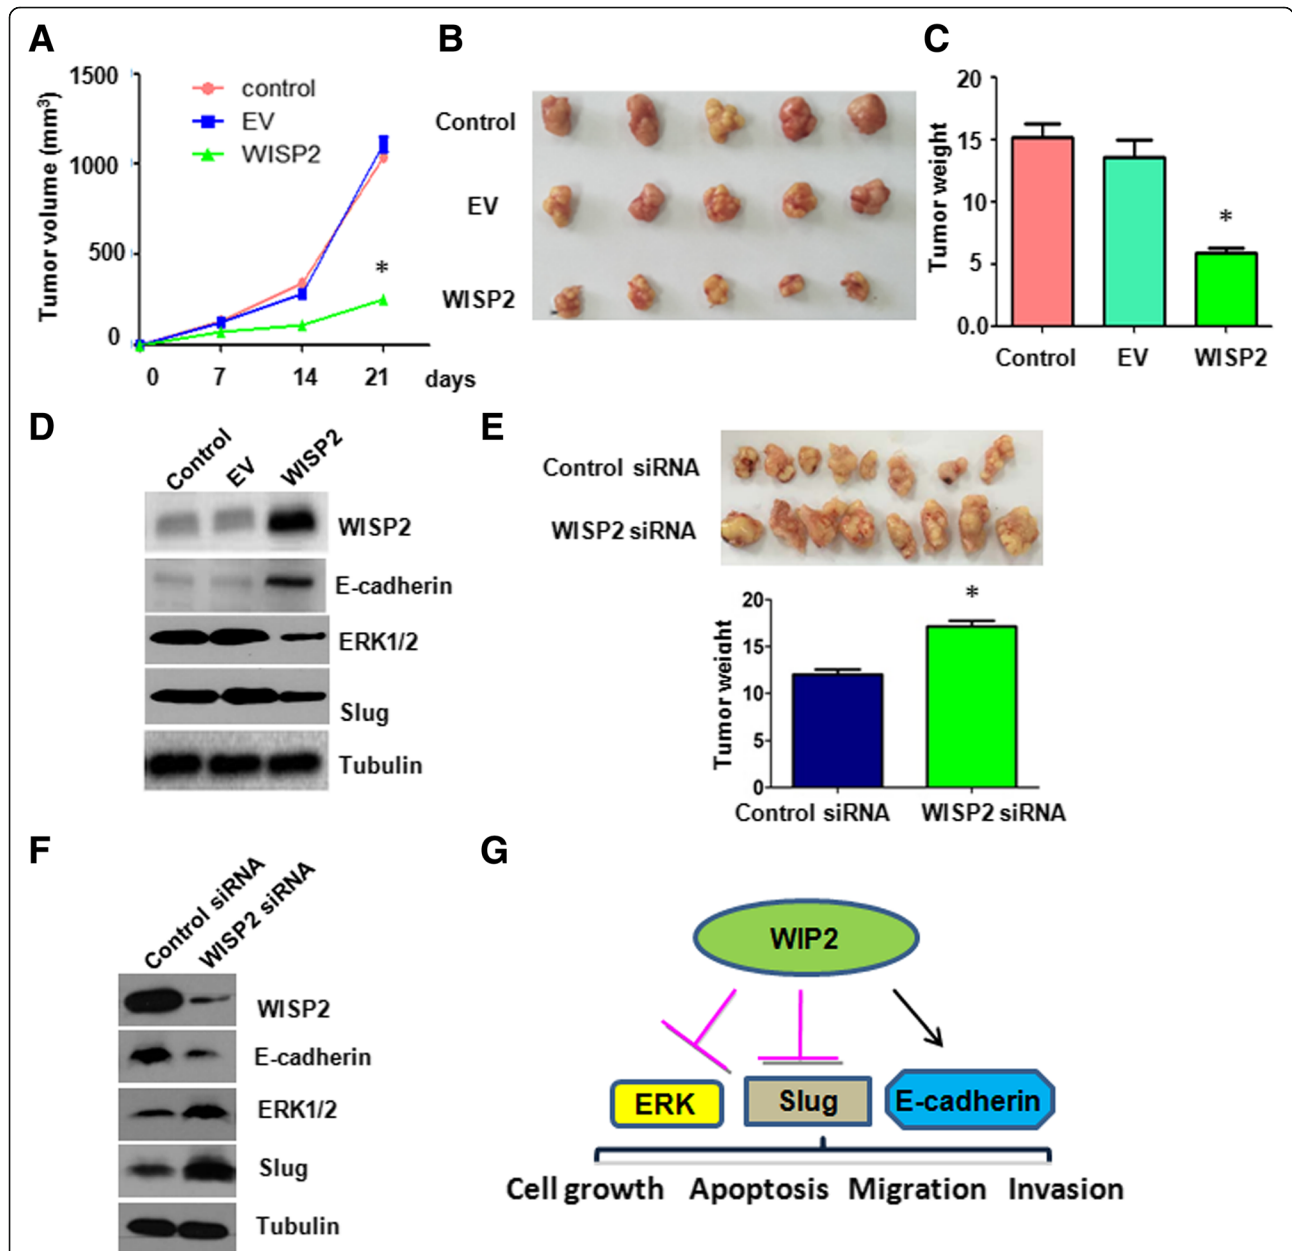 A
1500
1000
500
0
Tumor volume (mm³)
control
EV
WISP2
*
0 7 14 21 days
B
Control
EV
WISP2
C
20
15
10
5
0.0
Tumor weight
*
Control EV WISP2
D
Control EV WISP2
WISP2
E-cadherin
ERK1/2
Slug
Tubulin
E
Control siRNA
WISP2 siRNA
20
15
10
5
0
Tumor weight
*
Control siRNA WISP2 siRNA
F
Control siRNA WISP2 siRNA
WISP2
E-cadherin
ERK1/2
Slug
Tubulin
G
WIP2
ERK Slug E-cadherin
Cell growth Apoptosis Migration Invasion